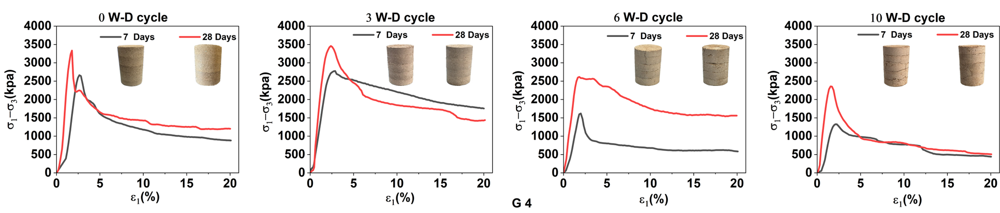 0 W-D cycle
4000
3500
3000
2500
2000
1500
1000
500
0
7 Days
28 Days
σ₁−σ₃(kpa)
0 5 10 15 20
ε₁(%)
3 W-D cycle
4000
3500
3000
2500
2000
1500
1000
500
0
7 Days
28 Days
σ₁−σ₃(kpa)
0 5 10 15 20
ε₁(%)
6 W-D cycle
4000
3500
3000
2500
2000
1500
1000
500
0
7 Days
28 Days
σ₁−σ₃(kpa)
0 5 10 15 20
ε₁(%)
10 W-D cycle
4000
3500
3000
2500
2000
1500
1000
500
0
7 Days
28 Days
σ₁−σ₃(kpa)
0 5 10 15 20
ε₁(%)
G 4